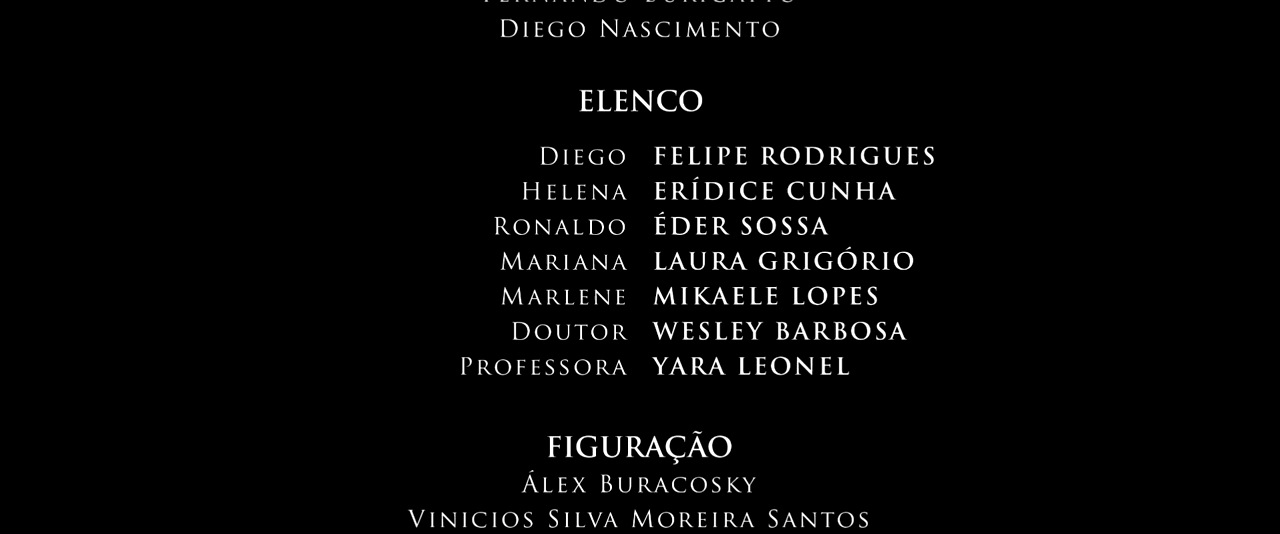 Diego Nascimento
ELENCO
Diego FELIPE RODRIGUES
Helena ERÍDICE CUNHA
Ronaldo ÉDER SOSSA
Mariana LAURA GRIGÓRIO
Marlene MIKAELE LOPES
Doutor WESLEY BARBOSA
Professora YARA LEONEL
FIGURAÇÃO
Álex Buracosky
Vinicios Silva Moreira Santos